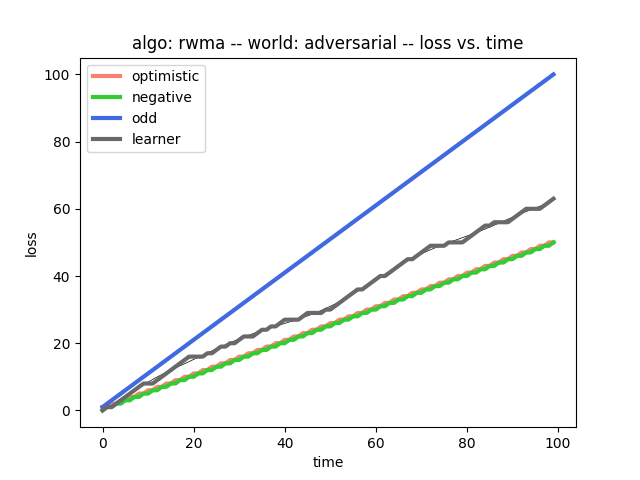 algo: rwma -- world: adversarial -- loss vs. time
optimistic
negative
odd
learner
loss
100
80
60
40
20
0
0 20 40 60 80 100
time